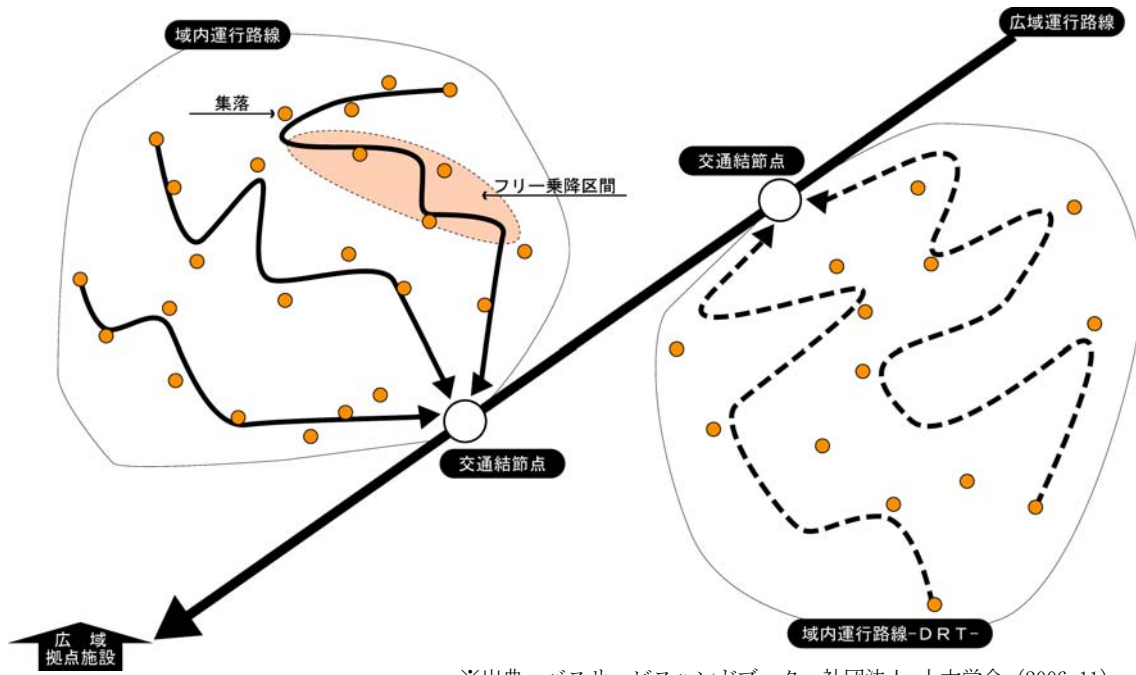 域内運行路線
広域運行路線
集落
交通結節点
フリー乗降区間
交通結節点
広 域
拠点施設
域内運行路線-DRT-